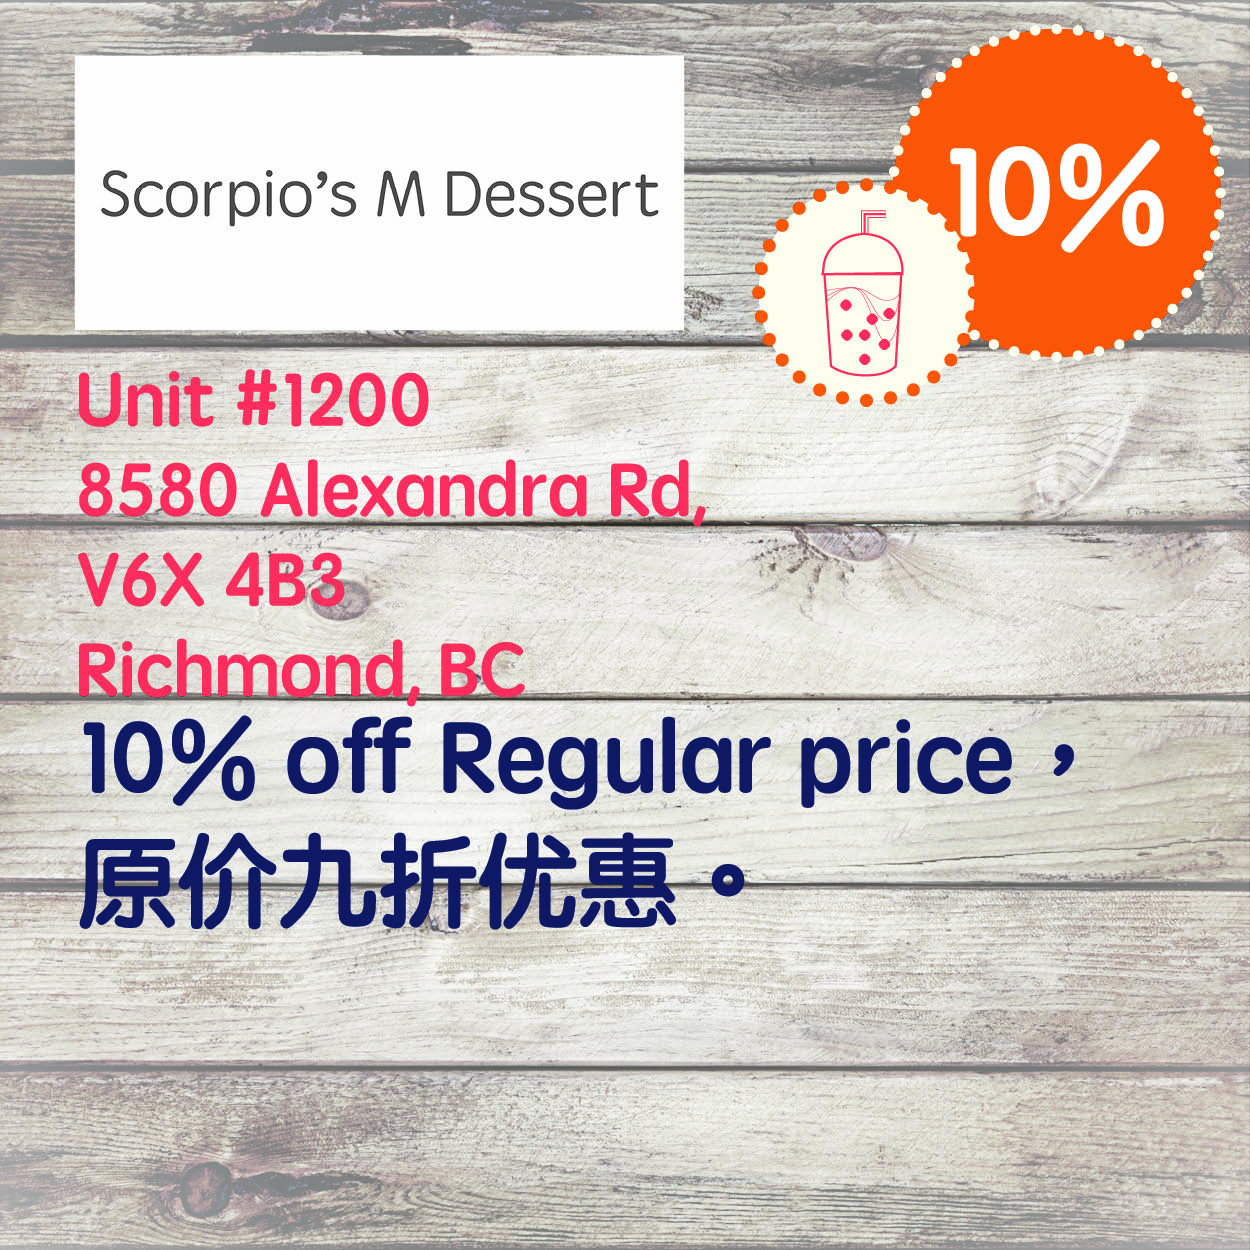 Scorpio’s M Dessert
10%
Unit #1200
8580 Alexandra Rd,
V6X 4B3
Richmond, BC
10% off Regular price，
原价九折优惠。